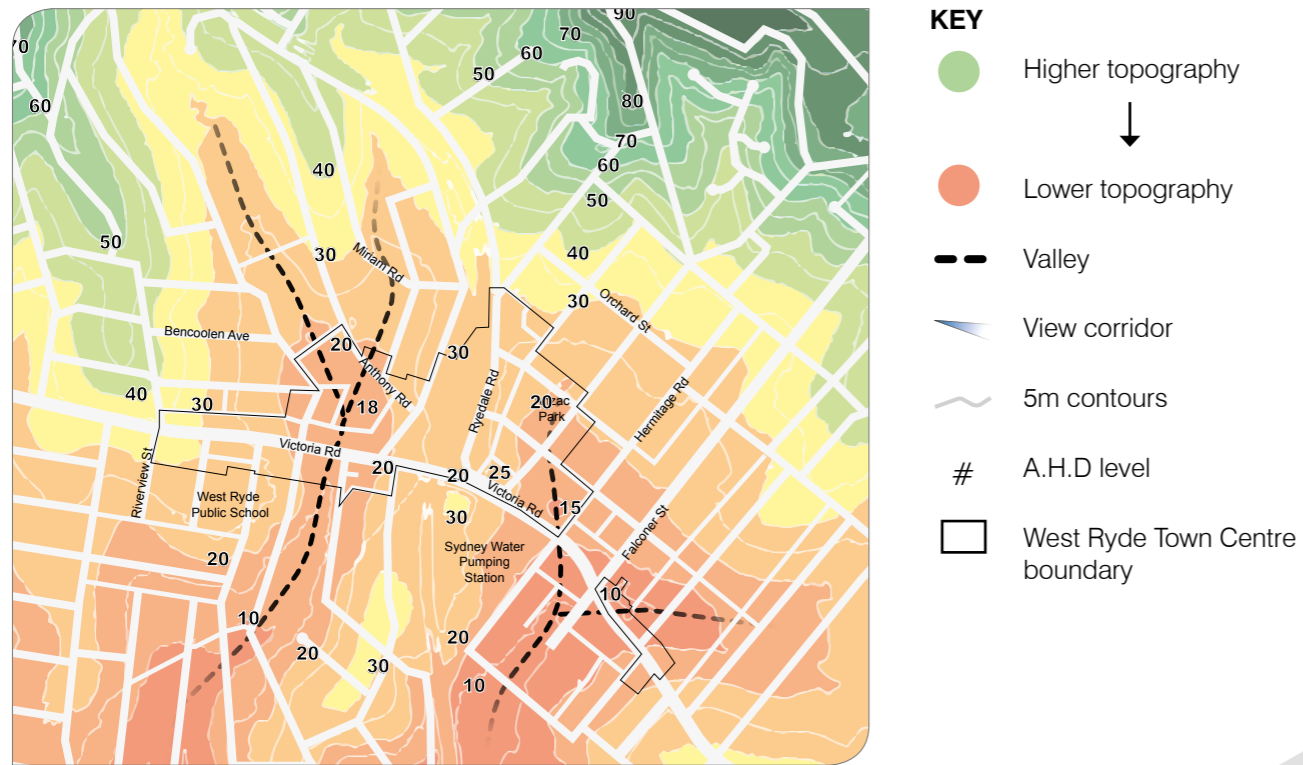 90
70
70
60
50
60
80
70
40
60
50
50
30
40
Miriam Rd
30
Orchard St
Bencoolen Ave
20
30
Anthony Rd
40
30
18
Ryedale Rd
20
Park
Hermitage Rd
Victoria Rd
20
20
25
Riverview St
West Ryde
Public School
Victoria Rd
15
30
Falconer St
Sydney Water
Pumping
Station
20
10
10
20
20
30
10
KEY
Higher topography
Lower topography
Valley
View corridor
5m contours
# A.H.D level
West Ryde Town Centre
boundary